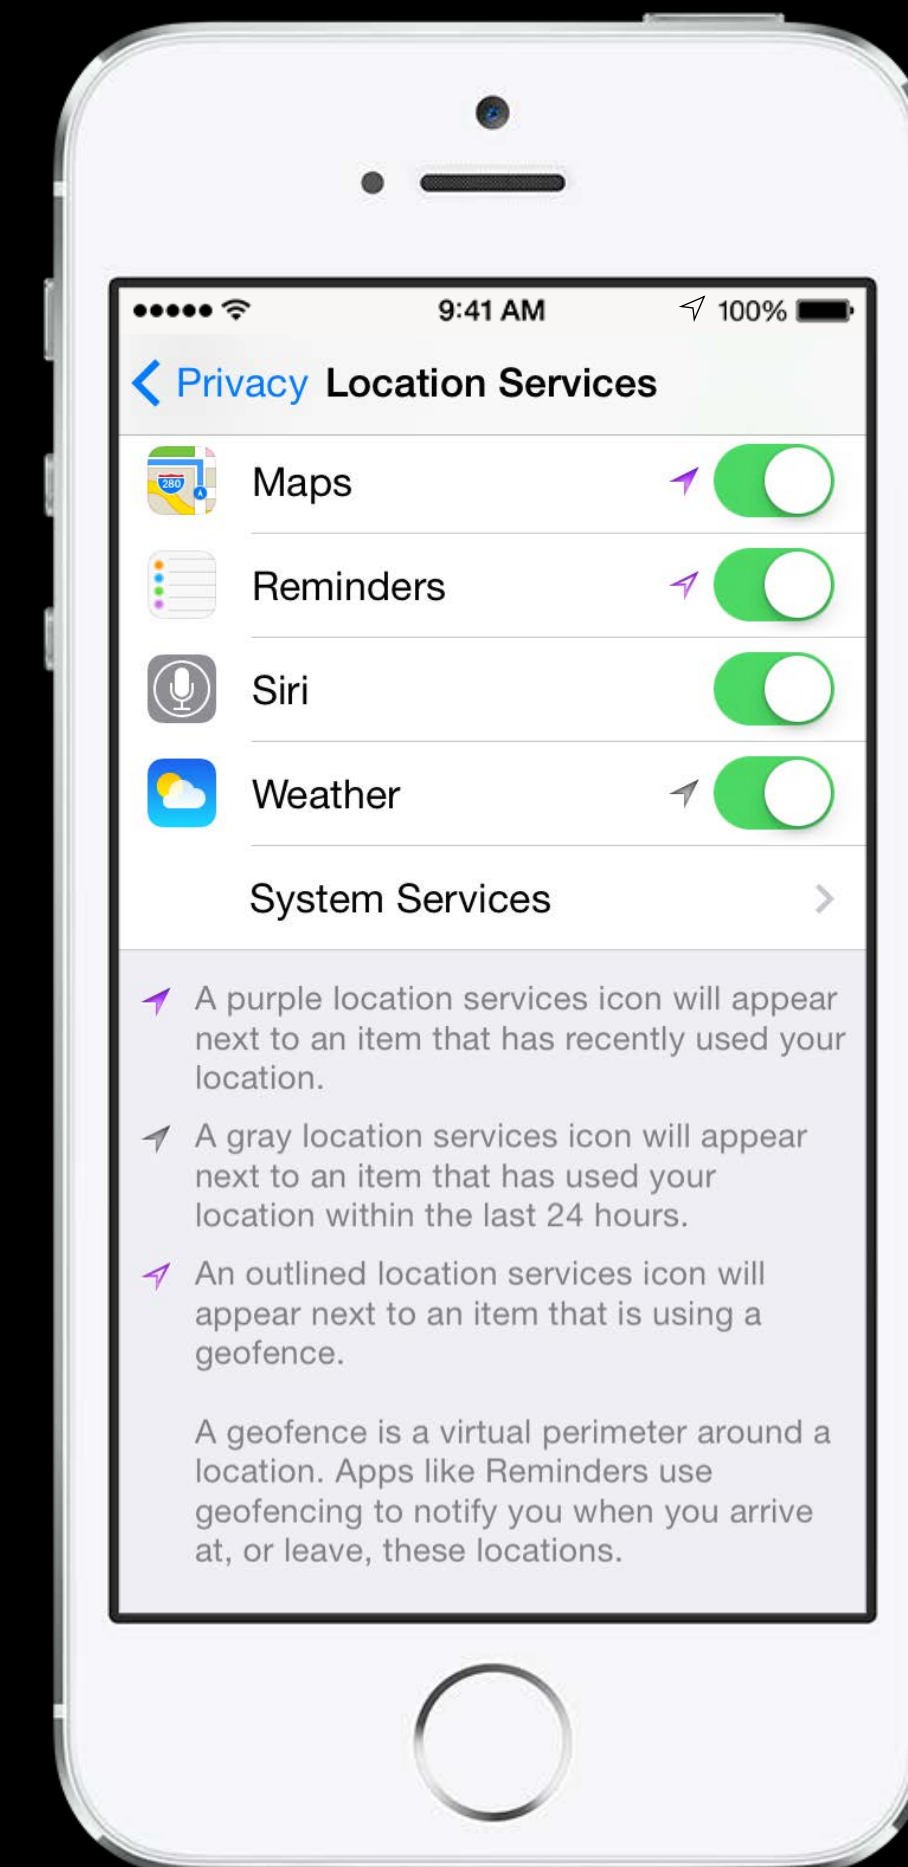 9:41 AM 100%
Privacy Location Services
280
Maps
Reminders
Siri
Weather
System Services
A purple location services icon will appear
next to an item that has recently used your
location.
A gray location services icon will appear
next to an item that has used your
location within the last 24 hours.
An outlined location services icon will
appear next to an item that is using a
geofence.
A geofence is a virtual perimeter around a
location. Apps like Reminders use
geofencing to notify you when you arrive
at, or leave, these locations.